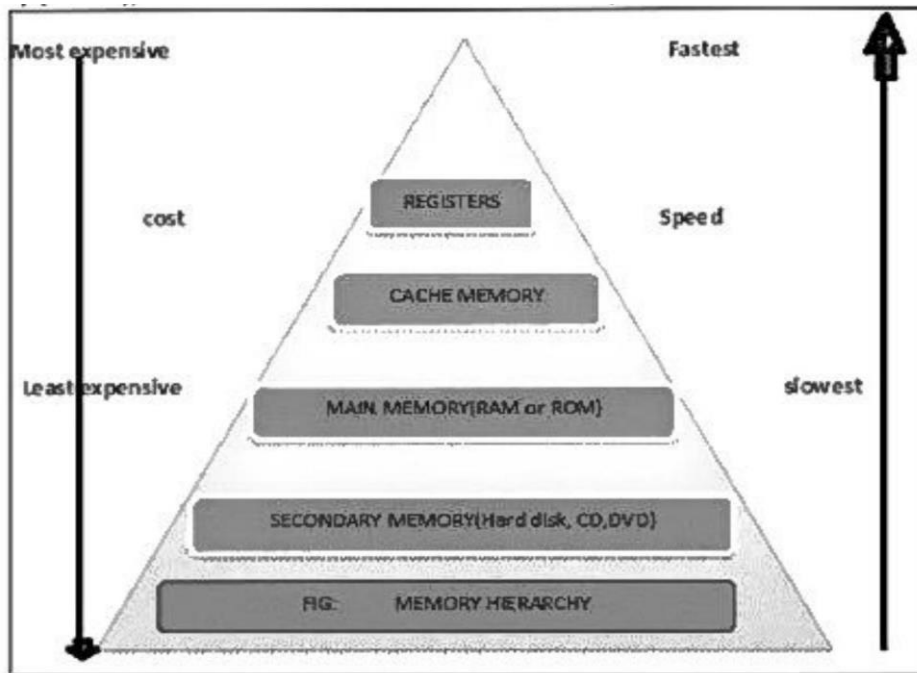 Most expensive
Fastest
REGISTERS
cost
Speed
CACHE MEMORY
Least expensive
slowest
MAIN MEMORY(RAM or ROM)
SECONDARY MEMORY(Hard disk, CD,DVD)
FIG: MEMORY HIERARCHY